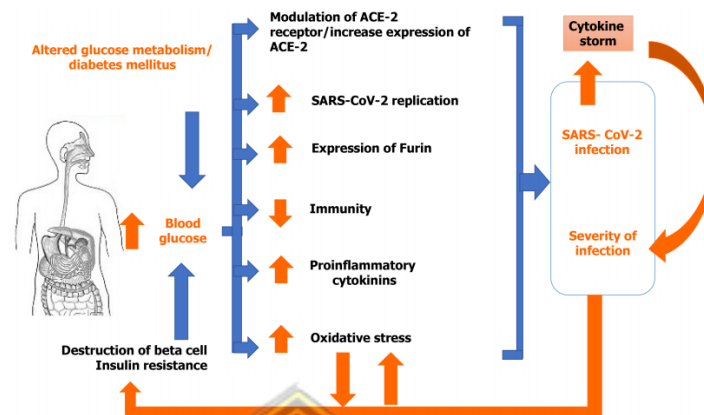 Modulation of ACE-2
receptor/increase expression of
ACE-2
Cytokine
storm
Altered glucose metabolism/
diabetes mellitus
SARS-CoV-2 replication
SARS- CoV-2
infection
Expression of Furin
Blood
glucose
Immunity
Severity of
infection
Proinflammatory
cytokinins
Oxidative stress
Destruction of beta cell
Insulin resistance